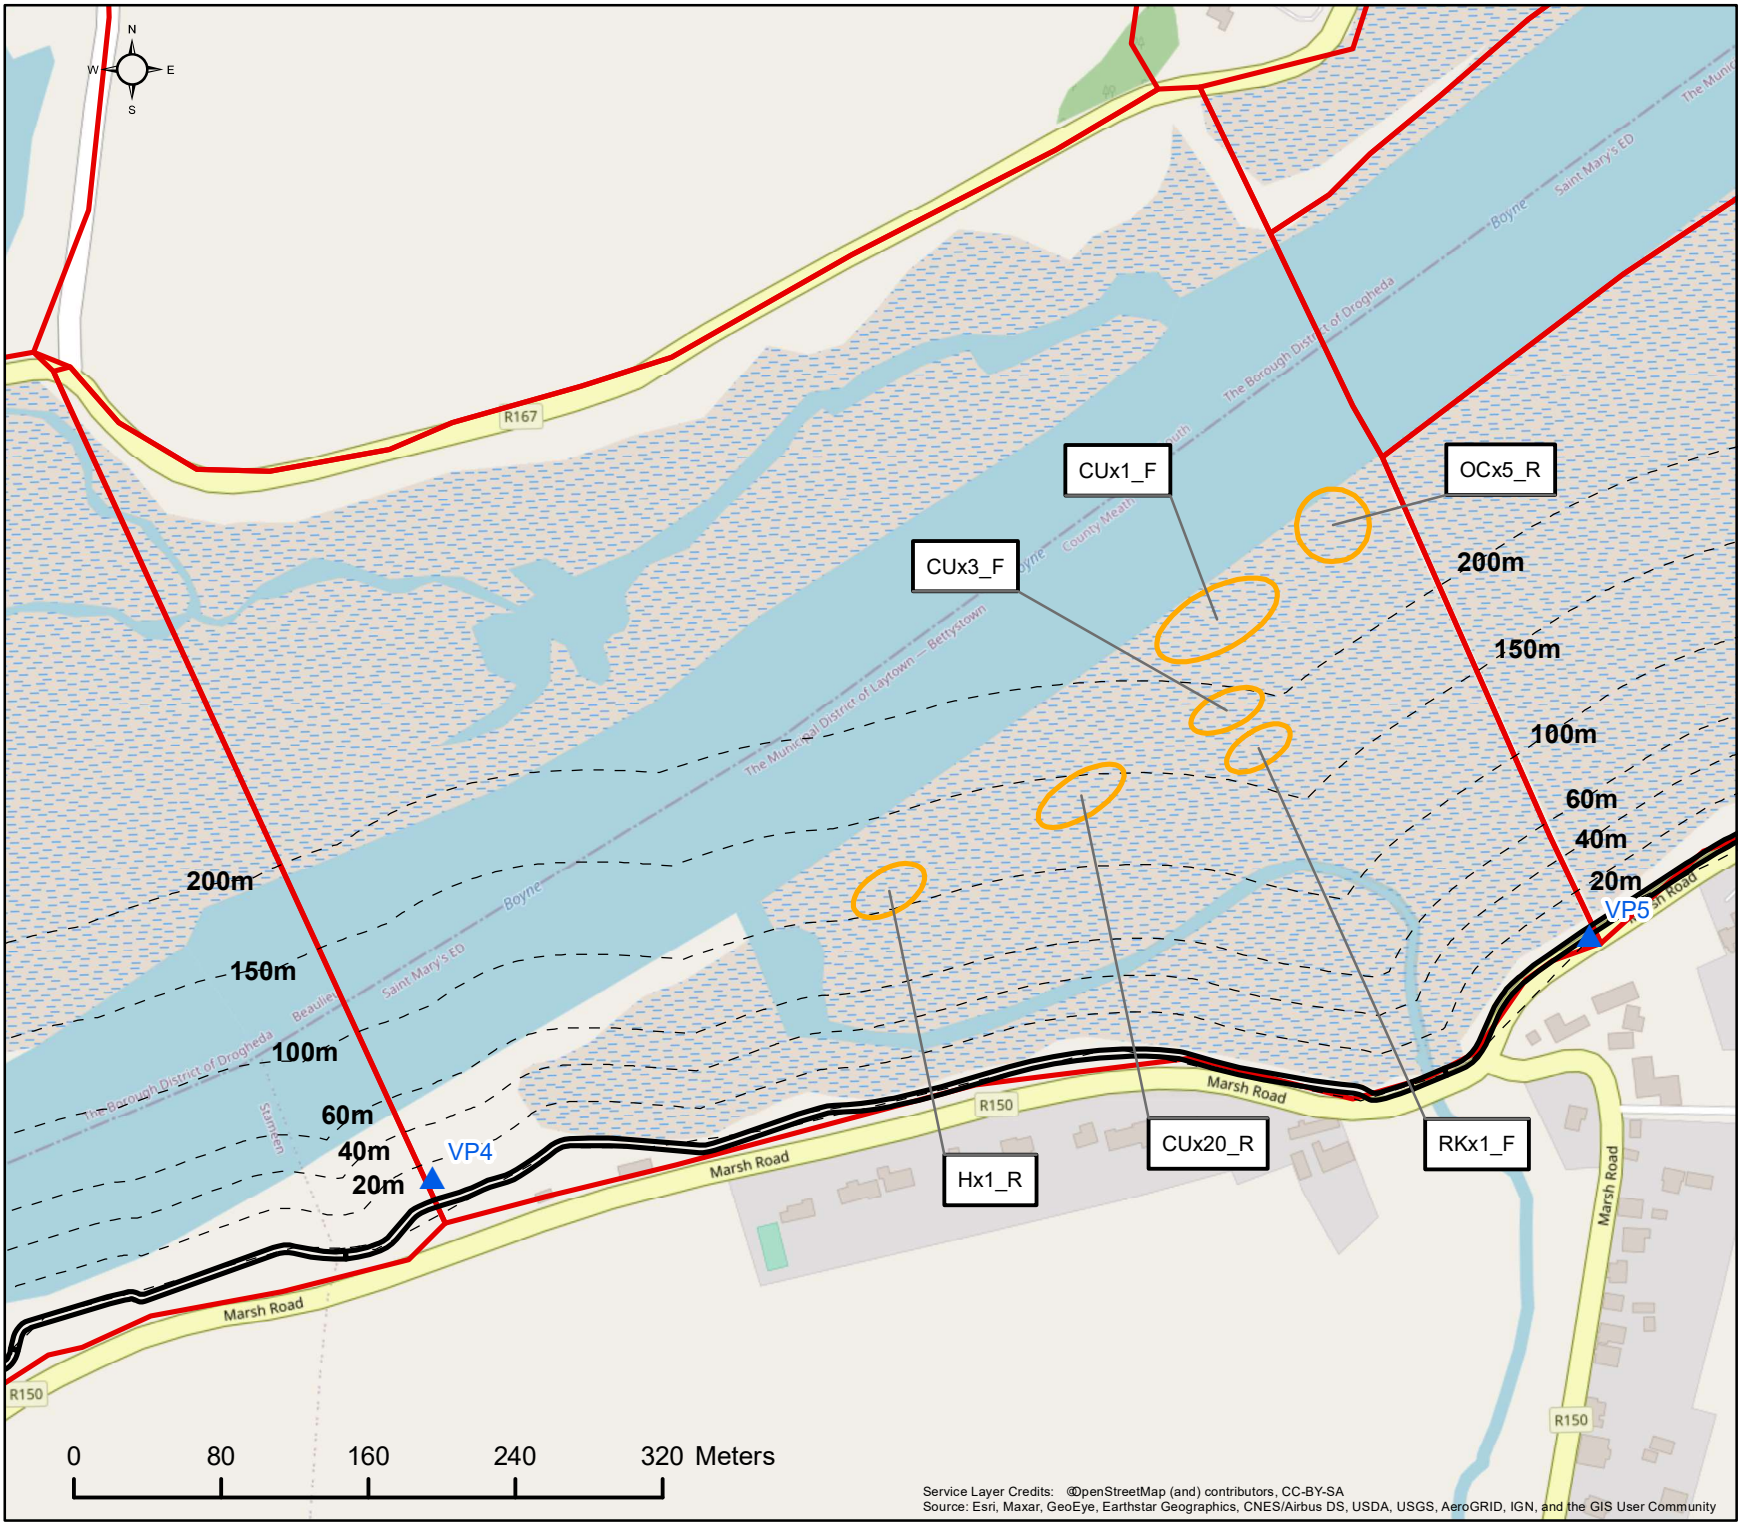 N
W E
S
The Munic
Saint Mary's ED
Boyne
The Borough District of Drogheda
R167
CUx1_F
OCx5_R
County Meath
CUx3_F
200m
The Municipal District of Laytown — Bettystown
150m
100m
60m
40m
20m
Marsh Road
VP5
200m
Boyne
150m
Saint Mary's ED
Beaulieu
100m
The Borough District of Drogheda
60m
Stameen
40m
VP4
20m
R150
Marsh Road
Marsh Road
Hx1_R
CUx20_R
RKx1_F
Marsh Road
Marsh Road
R150
R150
0 80 160 240 320 Meters
Service Layer Credits: ©OpenStreetMap (and) contributors, CC-BY-SA
Source: Esri, Maxar, GeoEye, Earthstar Geographics, CNES/Airbus DS, USDA, USGS, AeroGRID, IGN, and the GIS User Community